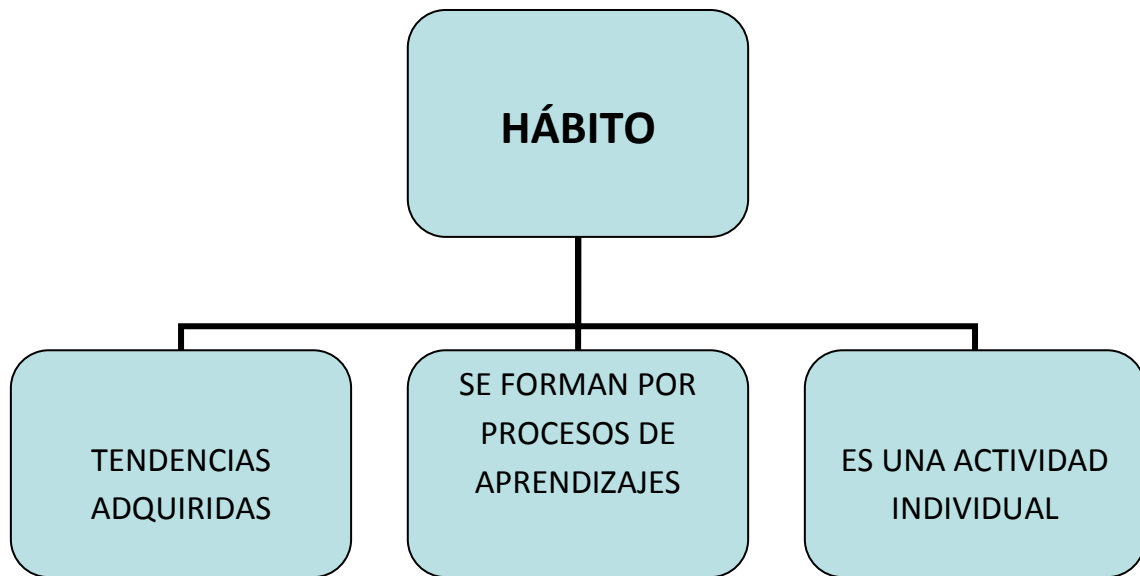 HÁBITO
TENDENCIAS
ADQUIRIDAS
SE FORMAN POR
PROCESOS DE
APRENDIZAJES
ES UNA ACTIVIDAD
INDIVIDUAL